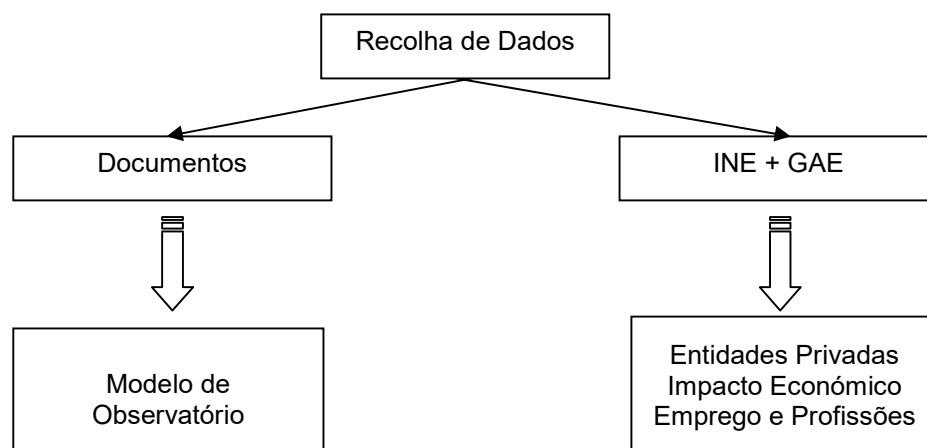 Recolha de Dados
Documentos
INE + GAE
Modelo de
Observatório
Entidades Privadas
Impacto Económico
Emprego e Profissões